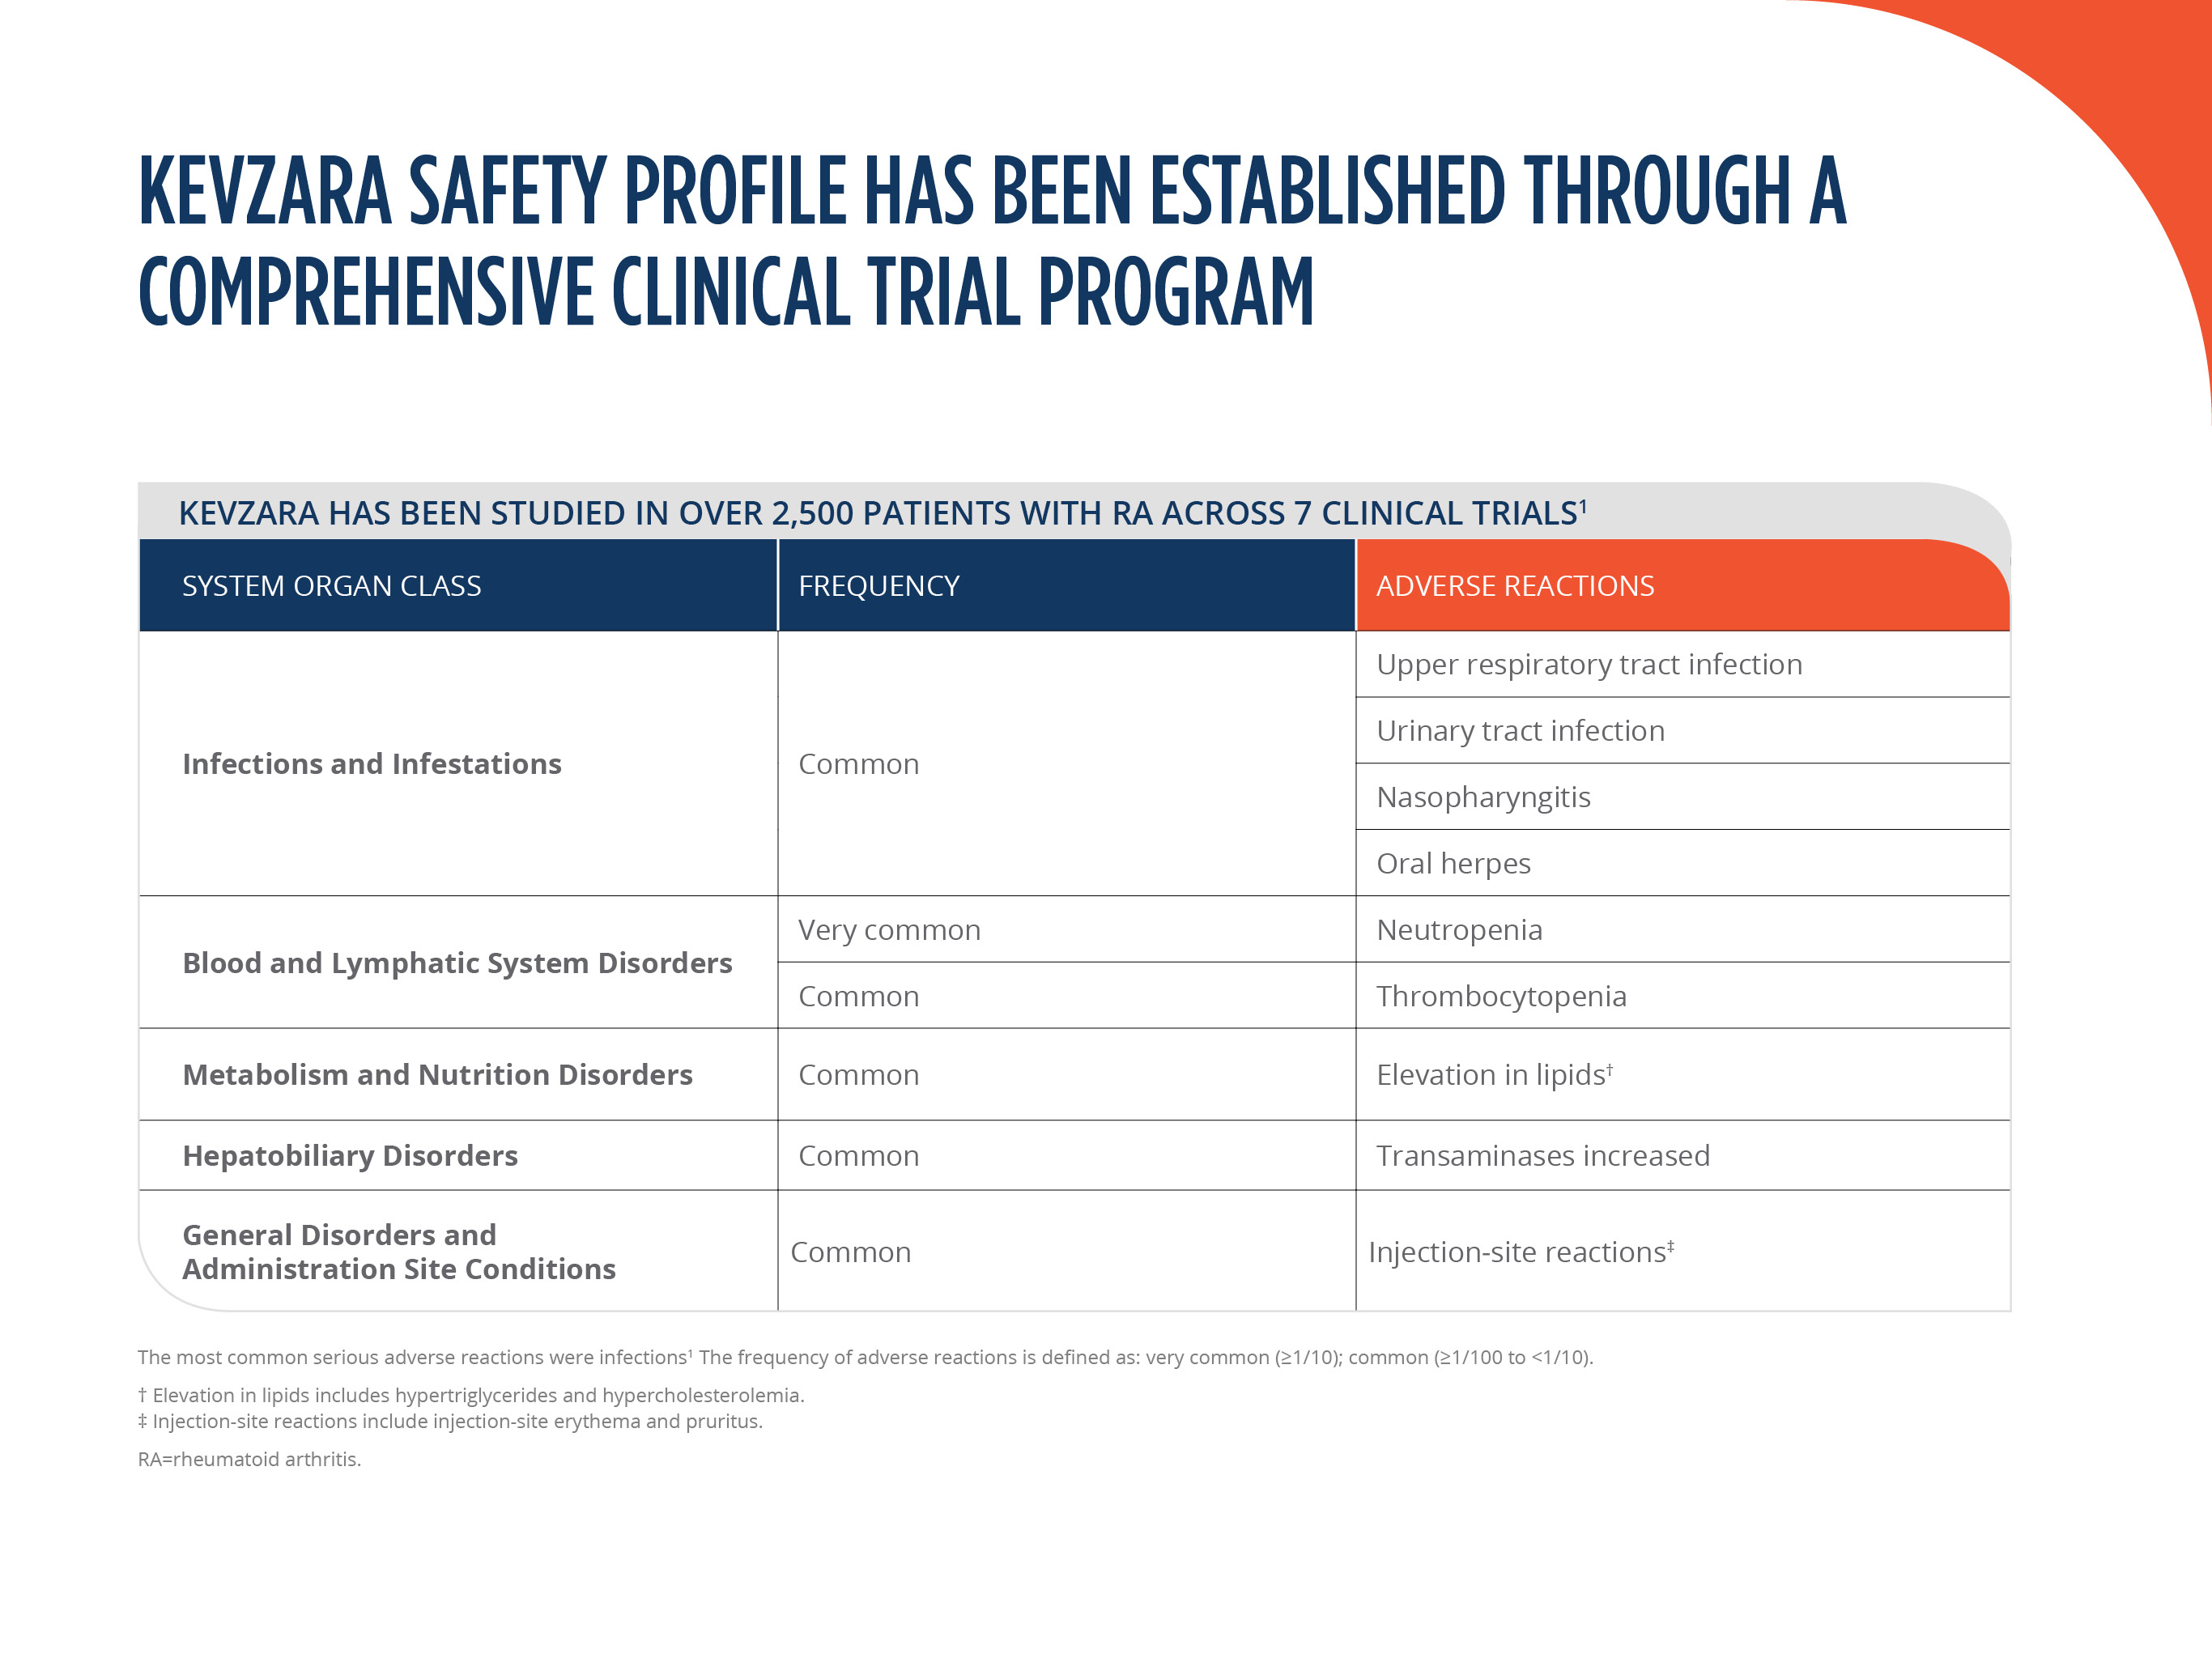 KEVZARA SAFETY PROFILE HAS BEEN ESTABLISHED THROUGH A
COMPREHENSIVE CLINICAL TRIAL PROGRAM
KEVZARA HAS BEEN STUDIED IN OVER 2,500 PATIENTS WITH RA ACROSS 7 CLINICAL TRIALS¹
SYSTEM ORGAN CLASS FREQUENCY ADVERSE REACTIONS
Infections and Infestations Common Upper respiratory tract infection
Urinary tract infection
Nasopharyngitis
Oral herpes
Blood and Lymphatic System Disorders Very common Neutropenia
Common Thrombocytopenia
Metabolism and Nutrition Disorders Common Elevation in lipids†
Hepatobiliary Disorders Common Transaminases increased
General Disorders and
Administration Site Conditions Common Injection-site reactions‡
The most common serious adverse reactions were infections¹ The frequency of adverse reactions is defined as: very common (≥1/10); common (≥1/100 to <1/10).
† Elevation in lipids includes hypertriglycerides and hypercholesterolemia.
‡ Injection-site reactions include injection-site erythema and pruritus.
RA=rheumatoid arthritis.